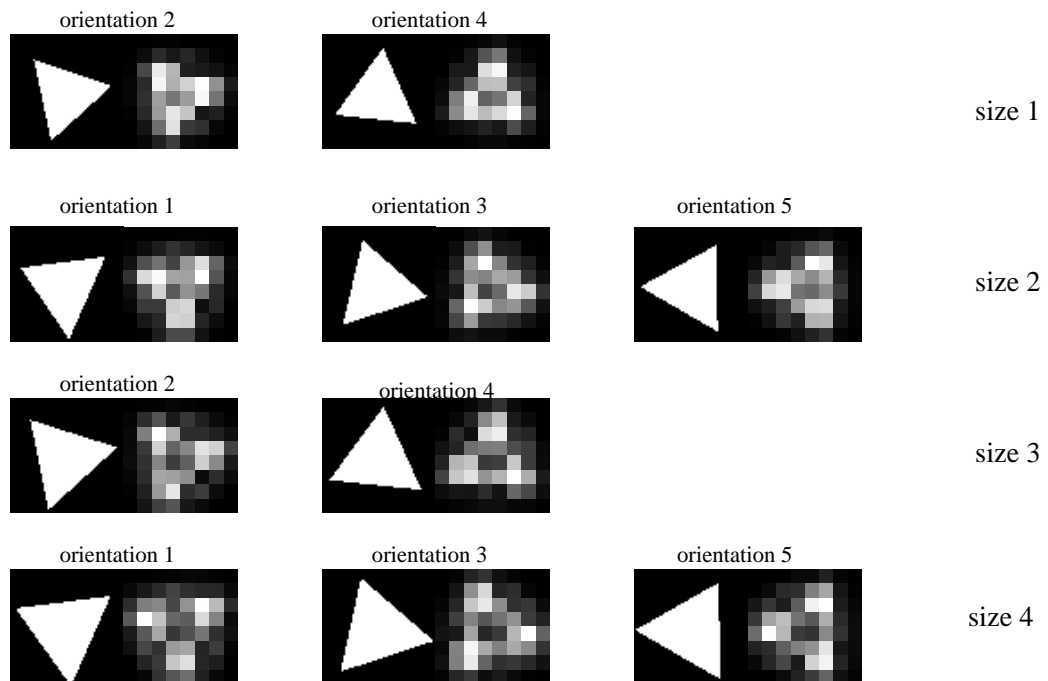 orientation 2 orientation 4
size 1
orientation 1 orientation 3 orientation 5
size 2
orientation 2 orientation 4
size 3
orientation 1 orientation 3 orientation 5
size 4